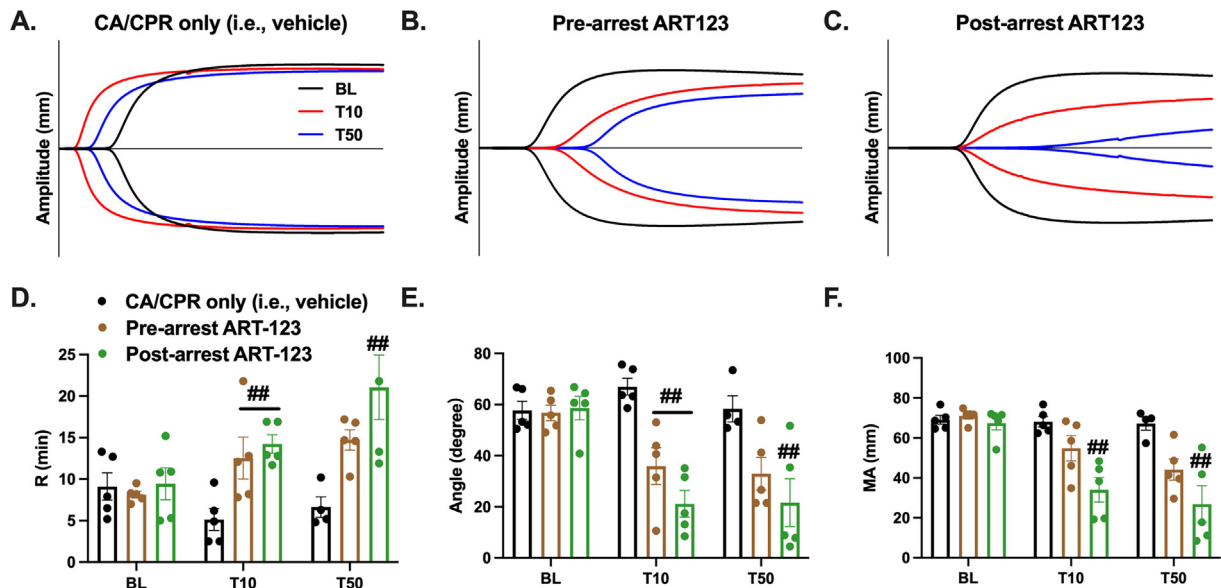 A. CA/CPR only (i.e., vehicle)
Amplitude (mm)
BL
T10
T50
B. Pre-arrest ART123
Amplitude (mm)
C. Post-arrest ART123
Amplitude (mm)
D.
CA/CPR only (i.e., vehicle)
Pre-arrest ART-123
Post-arrest ART-123
R (min)
25
20
15
10
5
0
##
##
BL T10 T50
E.
Angle (degree)
80
60
40
20
0
##
##
BL T10 T50
F.
MA (mm)
100
80
60
40
20
0
##
##
BL T10 T50